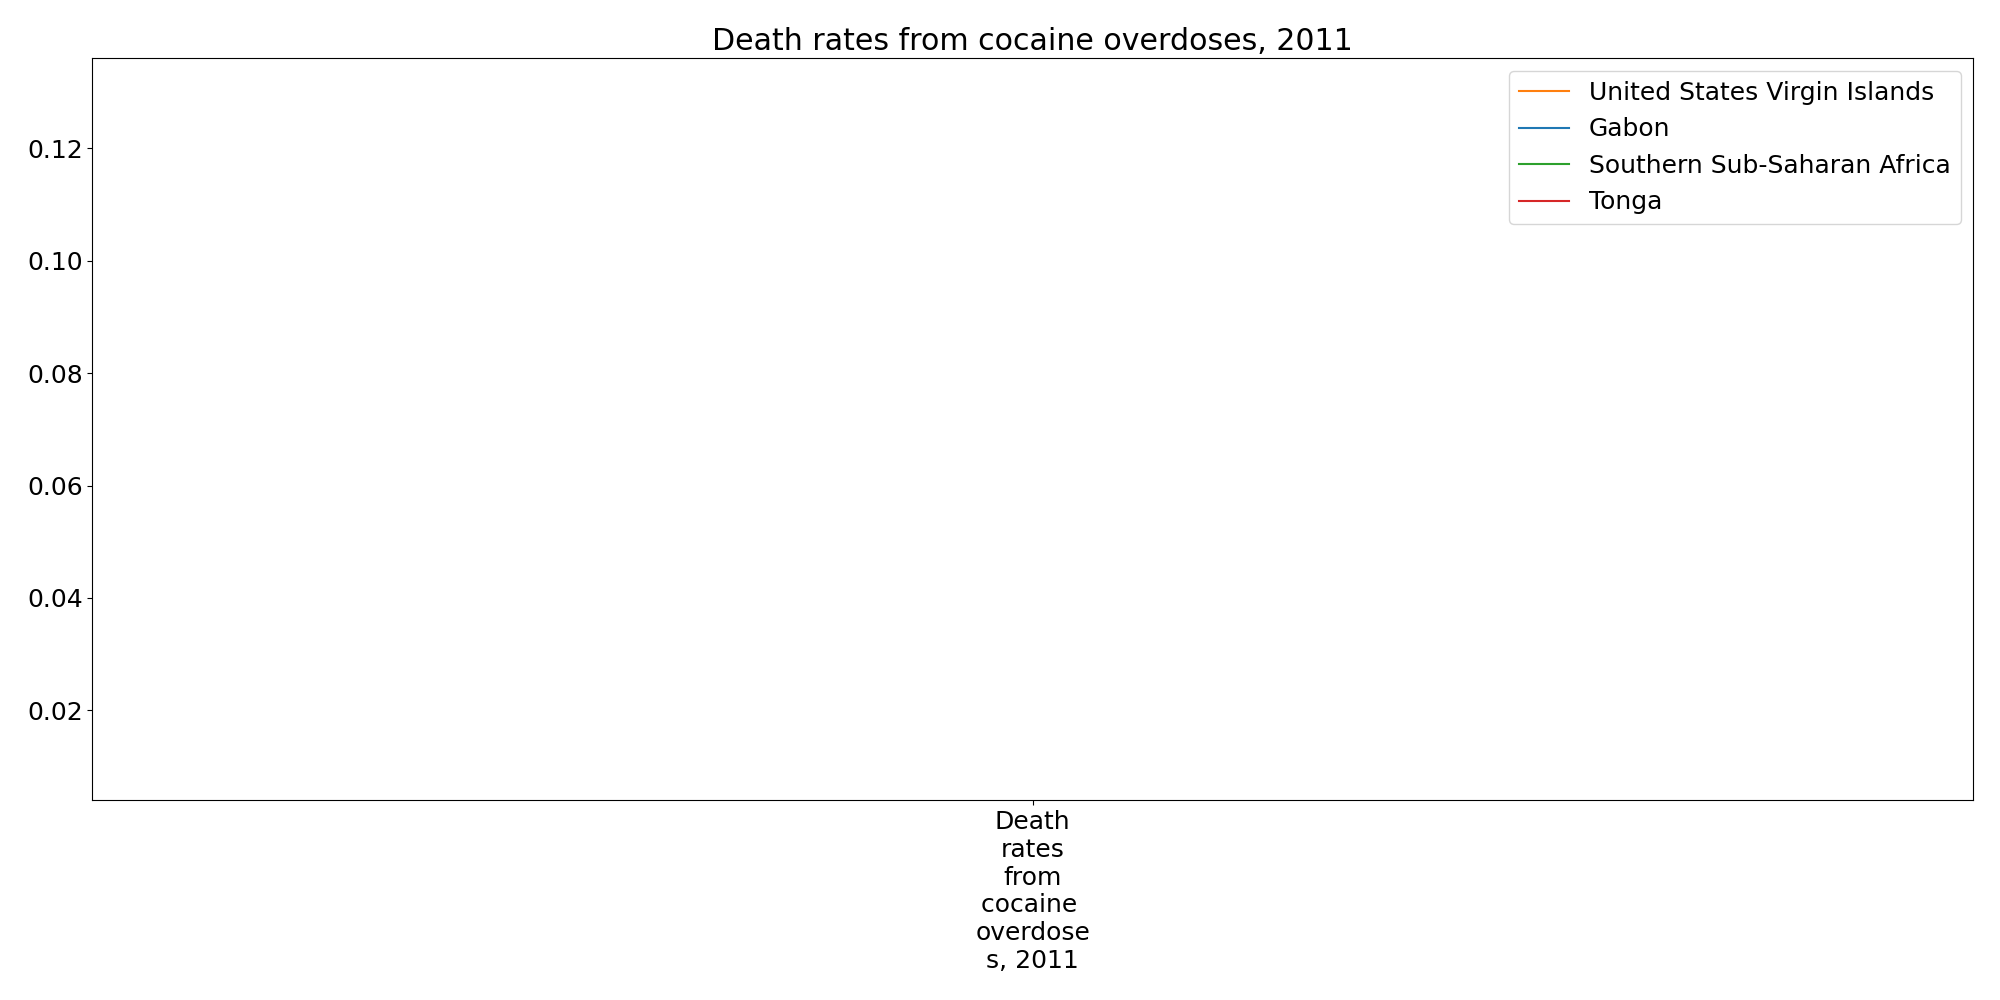 Death rates from cocaine overdoses, 2011
United States Virgin Islands
Gabon
Southern Sub-Saharan Africa
Tonga
0.12
0.10
0.08
0.06
0.04
0.02
Death
rates
from
cocaine
overdose
s, 2011